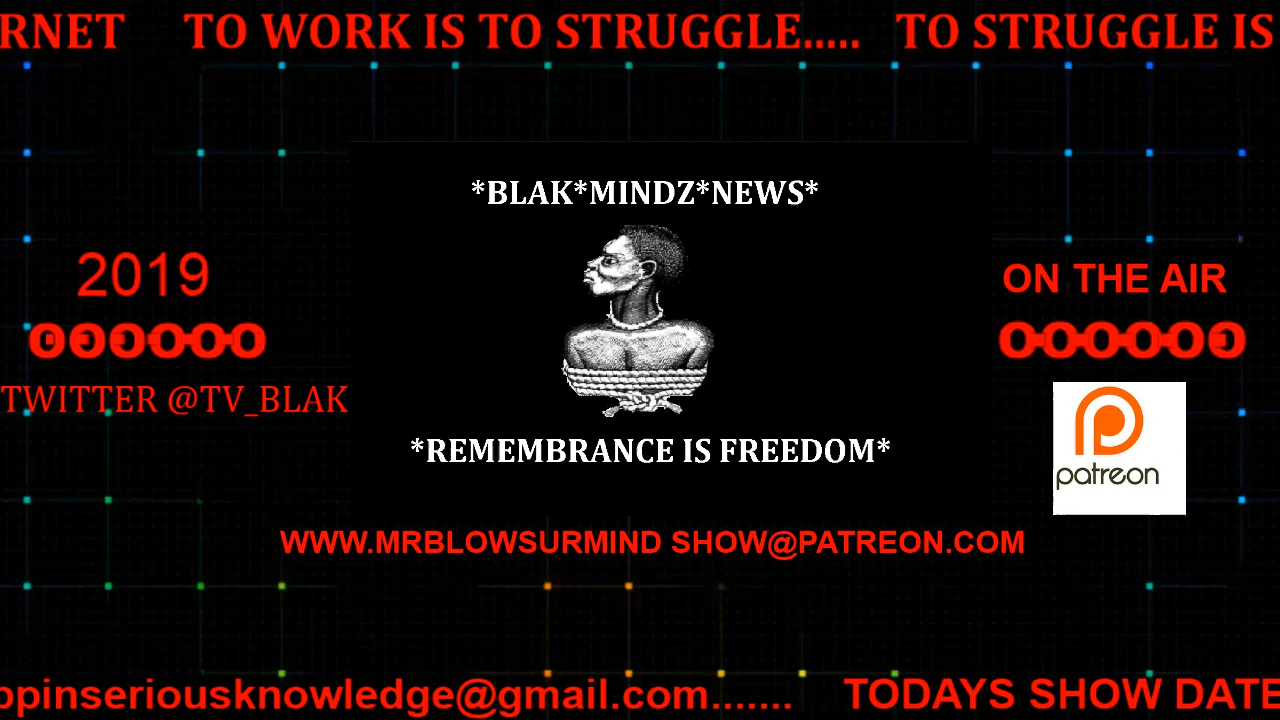 RNET TO WORK IS TO STRUGGLE..... TO STRUGGLE IS
*BLAK*MINDZ*NEWS*
2019
ON THE AIR
TWITTER @TV_BLAK
patreon
*REMEMBRANCE IS FREEDOM*
WWW.MRBLOWSURMIND SHOW@PATREON.COM
ppinseriousknowledge@gmail.com....... TODAYS SHOW DATE